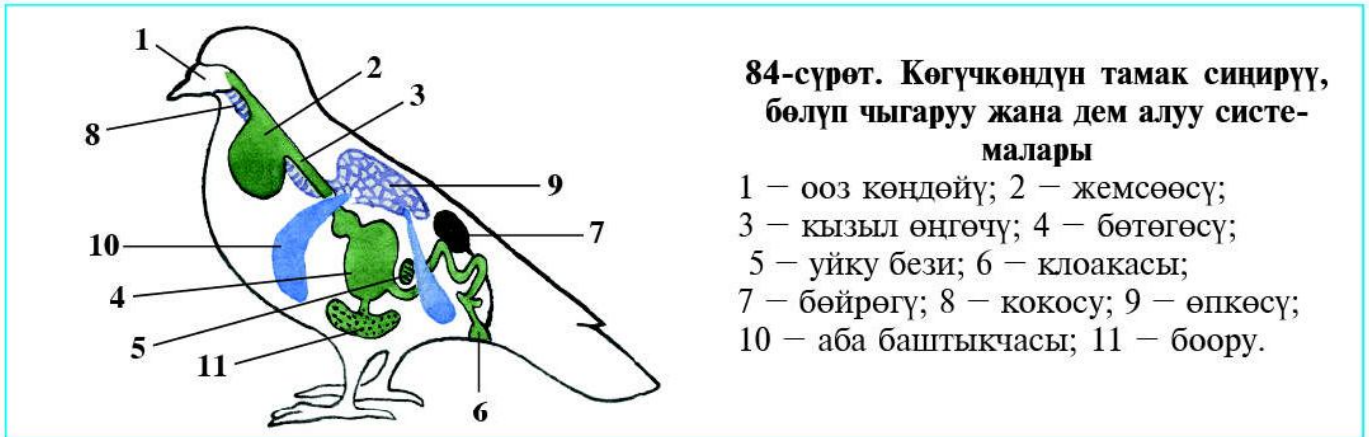 84-сүрөт. Көгүчкөндүн тамак сиңирүү,
бөлүп чыгаруу жана дем алуу систе-
малары
1 – ооз көңдөйү; 2 – жемсөөсү;
3 – кызыл өңгөчү; 4 – бөтөгөсү;
5 – уйку бези; 6 – клоакасы;
7 – бөйрөгү; 8 – кокосу; 9 – өпкөсү;
10 – аба баштыкчасы; 11 – боору.
1
2
3
8
9
7
10
4
5
11
6